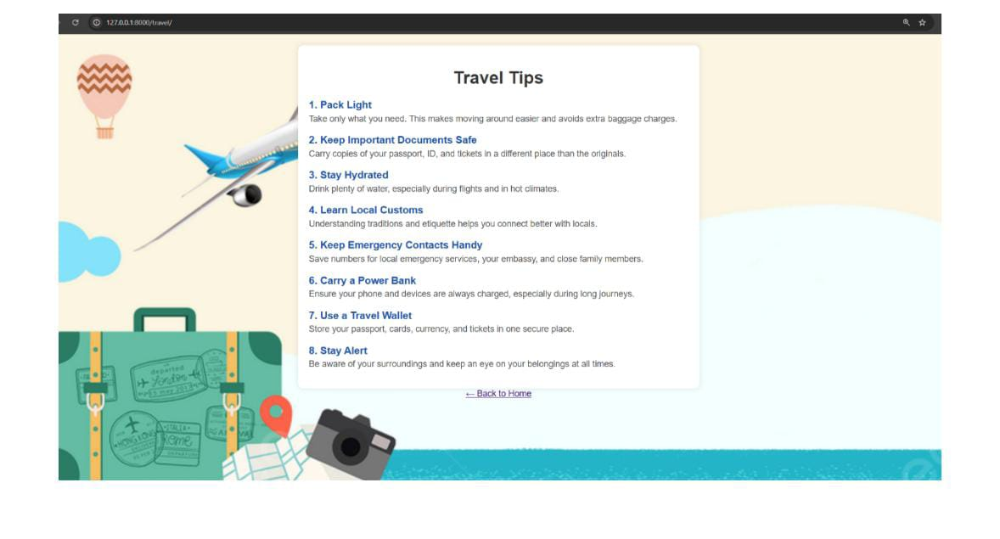 127.0.0.1:8000/travel/
Travel Tips
1. Pack Light
Take only what you need. This makes moving around easier and avoids extra baggage charges.
2. Keep Important Documents Safe
Carry copies of your passport, ID, and tickets in a different place than the originals.
3. Stay Hydrated
Drink plenty of water, especially during flights and in hot climates.
4. Learn Local Customs
Understanding traditions and etiquette helps you connect better with locals.
5. Keep Emergency Contacts Handy
Save numbers for local emergency services, your embassy, and close family members.
6. Carry a Power Bank
Ensure your phone and devices are always charged, especially during long journeys.
7. Use a Travel Wallet
Store your passport, cards, currency, and tickets in one secure place.
8. Stay Alert
Be aware of your surroundings and keep an eye on your belongings at all times.
← Back to Home
departed
London
HONG KONG
ITALIA
Rome
DEPARTURE